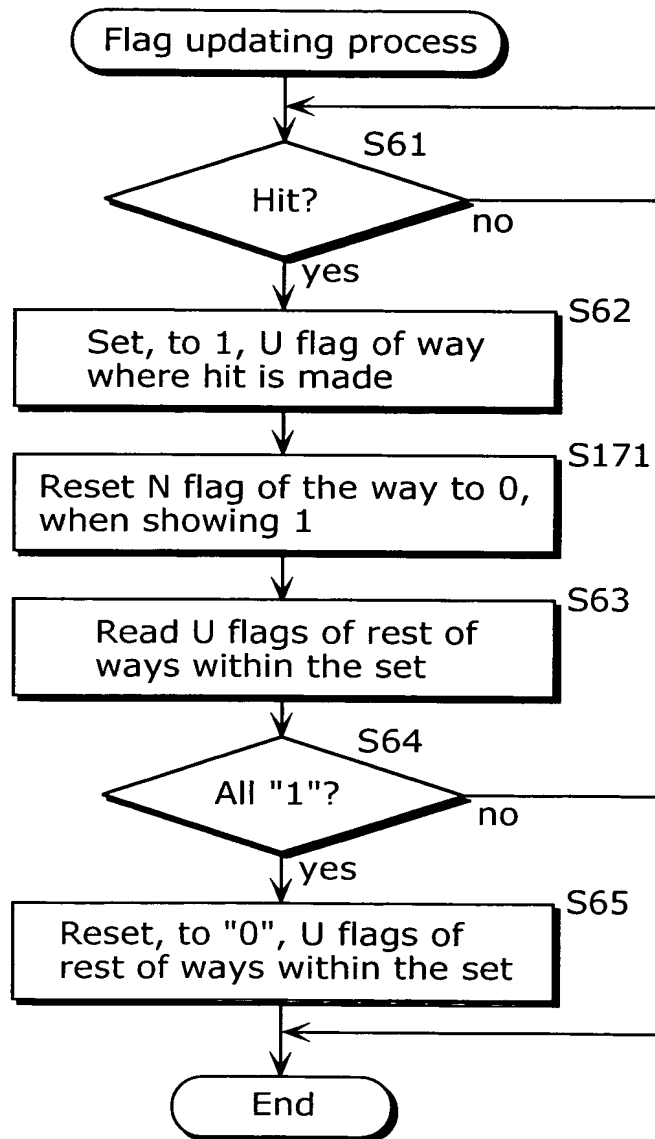 Flag updating process
S61
Hit?
no
yes
S62
Set, to 1, U flag of way
where hit is made
S171
Reset N flag of the way to 0,
when showing 1
S63
Read U flags of rest of
ways within the set
S64
All "1"?
no
yes
S65
Reset, to "0", U flags of
rest of ways within the set
End